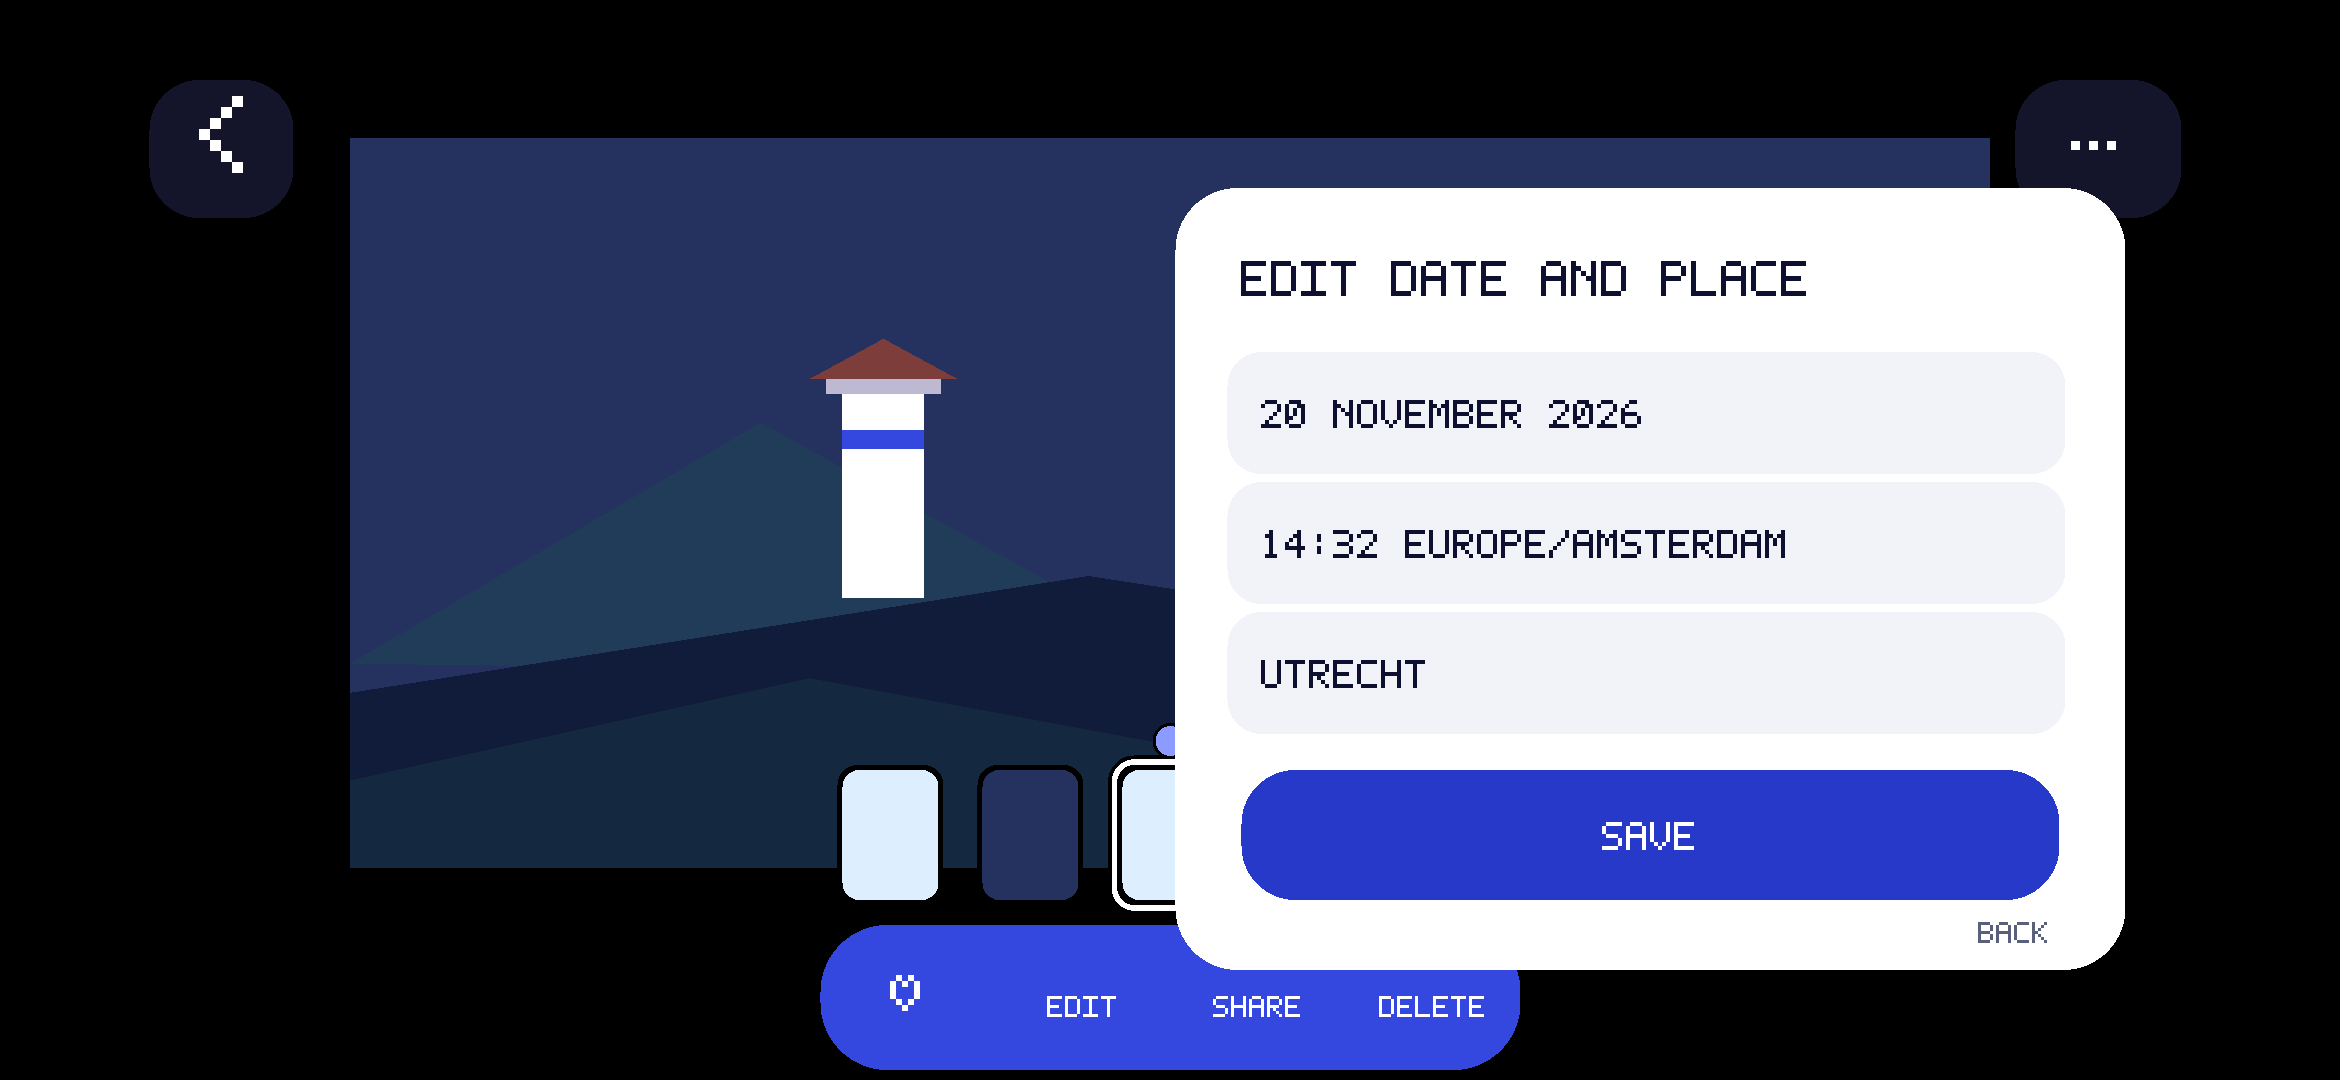 EDIT DATE AND PLACE
20 NOVEMBER 2026
14:32 EUROPE/AMSTERDAM
UTRECHT
SAVE
BACK
EDIT SHARE DELETE